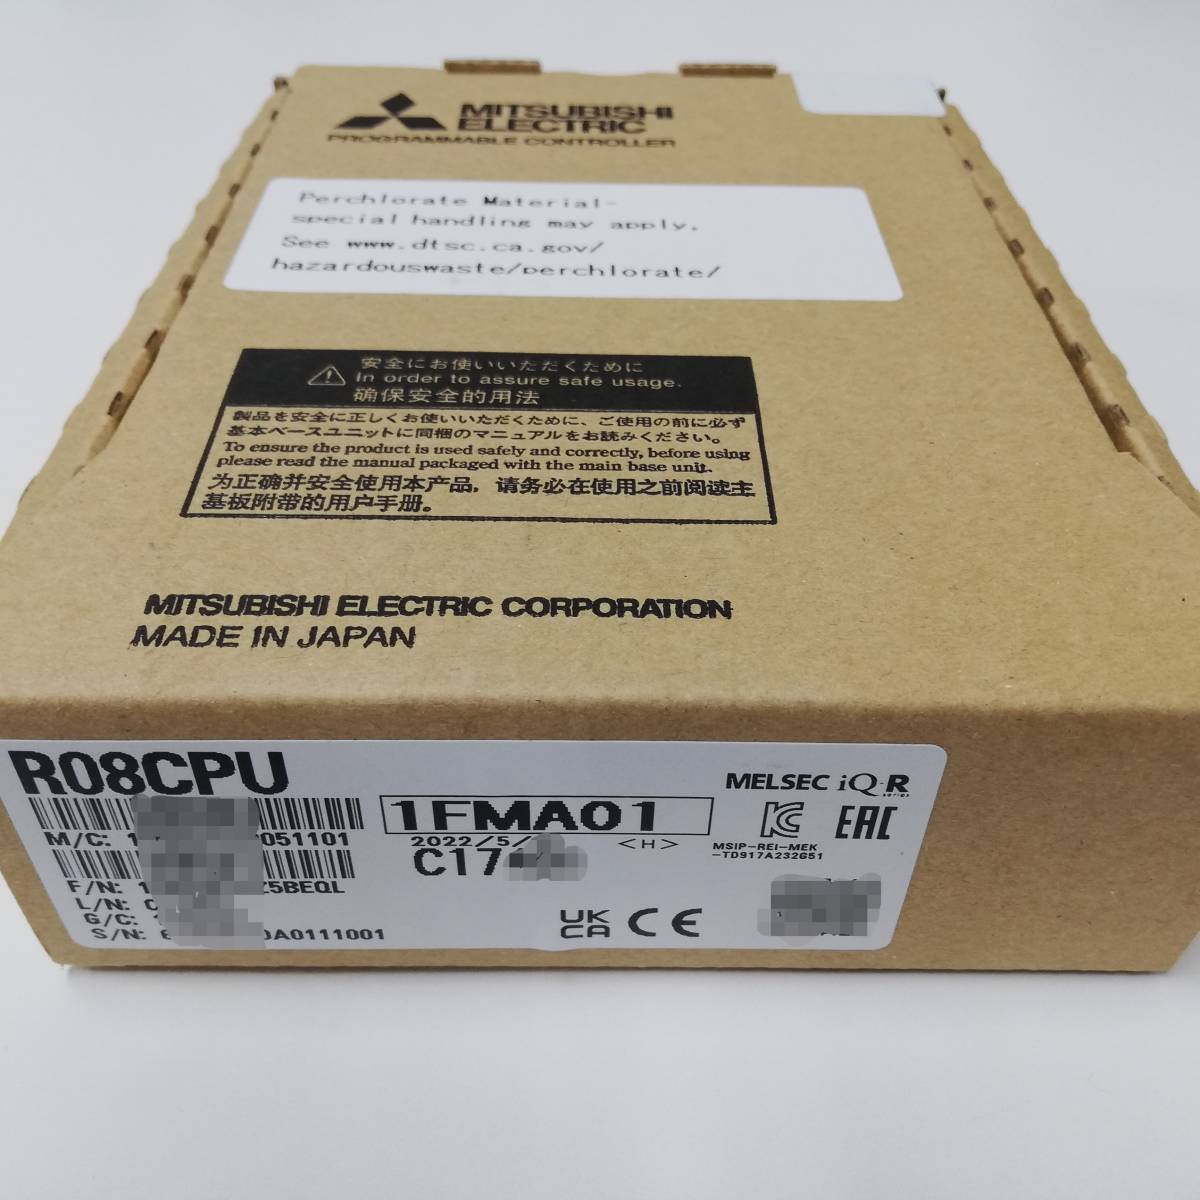 MITSUBISHI
ELECTRIC
PROGRAMMABLE CONTROLLER
Perchlorate Material-
special handling may apply.
See www.dtsc.ca.gov/
hazardouswaste/perchlorate/
安全にお使いいただくために
In order to assure safe usage.
确保安全的用法
製品を安全に正しくお使いいただくために、ご使用の前に必ず
基本ベースユニットに同梱のマニュアルをお読みください。
To ensure the product is used safely and correctly, before using
please read the manual packaged with the main base unit.
为正确并安全使用本产品，请务必在使用之前阅读主
基板附带的用户手册。
MITSUBISHI ELECTRIC CORPORATION
MADE IN JAPAN
R08CPU
MELSEC iQ-R
series
1FMA01
M/C: 051101
2022/5/
<H>
C17
MSIP-REI-MEK
-TD917A232G51
EAC
F/N: Z5BEQL
L/N:
G/C:
S/N: 0A0111001
UK
CA
CE